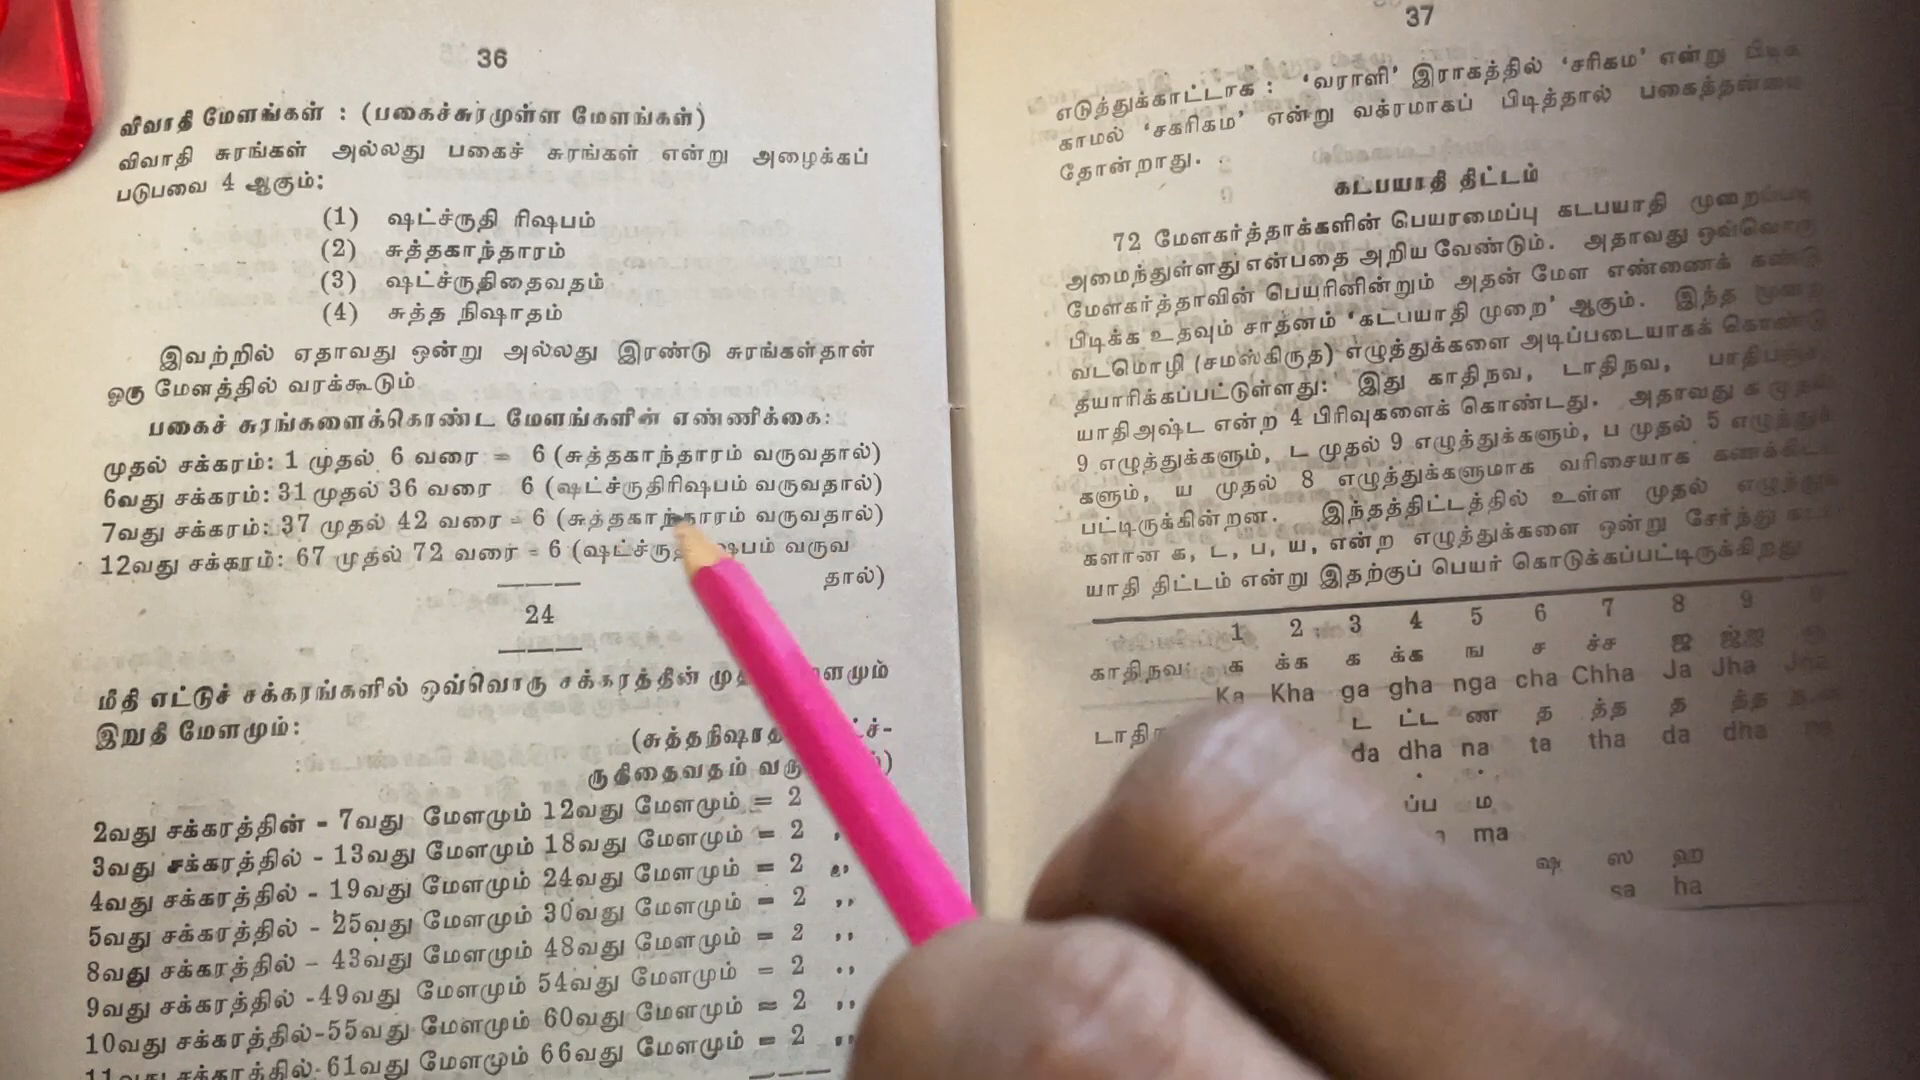 36
விவாதி மேளங்கள் : (பகைச்சுரமுள்ள மேளங்கள்)
விவாதி சுரங்கள் அல்லது பகைச் சுரங்கள் என்று அழைக்கப்
படுபவை 4 ஆகும்:
(1) ஷட்ச்ருதி ரிஷபம்
(2) சுத்தகாந்தாரம்
(3) ஷட்ச்ருதிதைவதம்
(4) சுத்த நிஷாதம்
இவற்றில் ஏதாவது ஒன்று அல்லது இரண்டு சுரங்கள்தான்
ஒரு மேளத்தில் வரக்கூடும்
பகைச் சுரங்களைக்கொண்ட மேளங்களின் எண்ணிக்கை:
முதல் சக்கரம்: 1 முதல் 6 வரை = 6 (சுத்தகாந்தாரம் வருவதால்)
6வது சக்கரம்: 31 முதல் 36 வரை 6 (ஷட்ச்ருதிரிஷபம் வருவதால்)
7வது சக்கரம்: 37 முதல் 42 வரை = 6 (சுத்தகாந்தாரம் வருவதால்)
12வது சக்கரம்: 67 முதல் 72 வரை = 6 வருவ
தால்)
24
மீதி எட்டுச் சக்கரங்களில் ஒவ்வொரு சக்கரத்தின்
இறுதி மேளமும்:
ருதிதைவதம்
2வது சக்கரத்தின் - 7வது மேளமும் 12வது மேளமும் = 2
3வது சக்கரத்தில் - 13வது மேளமும் 18வது மேளமும் = 2 ,
4வது சக்கரத்தில் - 19வது மேளமும் 24வது மேளமும் = 2 ,,
5வது சக்கரத்தில் - 25வது மேளமும் 30வது மேளமும் = 2 ,,
8வது சக்கரத்தில் - 43வது மேளமும் 48வது மேளமும் = 2 ,,
9வது சக்கரத்தில் -49வது மேளமும் 54வது மேளமும் = 2 ,,
10வது சக்கரத்தில்-55வது மேளமும் 60வது மேளமும் = 2 ,,
11வது சக்கரத்தில்-61வது மேளமும் 66வது மேளமும் = 2 ,,
37
எடுத்துக்காட்டாக : 'வராளி' இராகத்தில் 'சரிகம' என்று
காமல் 'சகரிகம' என்று வக்ரமாகப் பிடித்தால்
தோன்றாது.
கடபயாதி திட்டம்
72 மேளகர்த்தாக்களின் பெயரமைப்பு கடபயாதி
அமைந்துள்ளது என்பதை அறிய வேண்டும். அதாவது
மேளகர்த்தாவின் பெயரினின்றும் அதன் மேள எண்ணைக்
பிடிக்க உதவும் சாதனம் 'கடபயாதி முறை' ஆகும். இந்த
வடமொழி (சமஸ்கிருத) எழுத்துக்களை அடிப்படையாகக்
தயாரிக்கப்பட்டுள்ளது: இது காதிநவ, டாதிநவ,
யாதிஅஷ்ட என்ற 4 பிரிவுகளைக் கொண்டது. அதாவது க
9 எழுத்துக்களும், ட முதல் 9 எழுத்துக்களும், ப முதல் 5
களும், ய முதல் 8 எழுத்துக்களுமாக வரிசையாக
பட்டிருக்கின்றன. இந்தத்திட்டத்தில் உள்ள முதல்
களான க, ட, ப, ய, என்ற எழுத்துக்களை ஒன்று சேர்ந்து
யாதி திட்டம் என்று இதற்குப் பெயர் கொடுக்கப்பட்டிருக்கிறது
1 2 3 4 5 6 7 8 9
காதிநவ: க க்க க க்க ங ச ச்ச ஜ ஜ்ஜ
Ka Kha ga gha nga cha Chha Ja Jha
ட ட்ட ண த த்த த த்த
da dha na ta tha da dha
ப்ப ம
ma
ஷ ஸ ஹ
sa ha